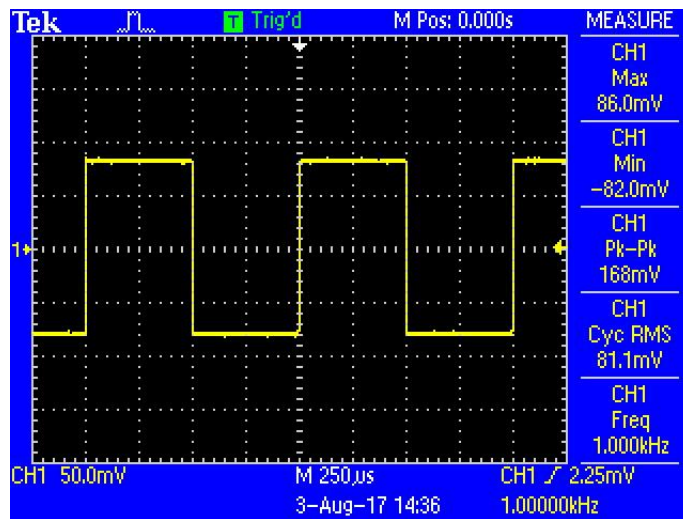 Tek T Trig'd M Pos: 0.000s MEASURE
CH1
Max
86.0mV
CH1
Min
−82.0mV
CH1
Pk−Pk
168mV
CH1
Cyc RMS
81.1mV
CH1
Freq
1.000kHz
1
CH1 50.0mV M 250µs CH1 2.25mV
3−Aug−17 14:36 1.00000kHz